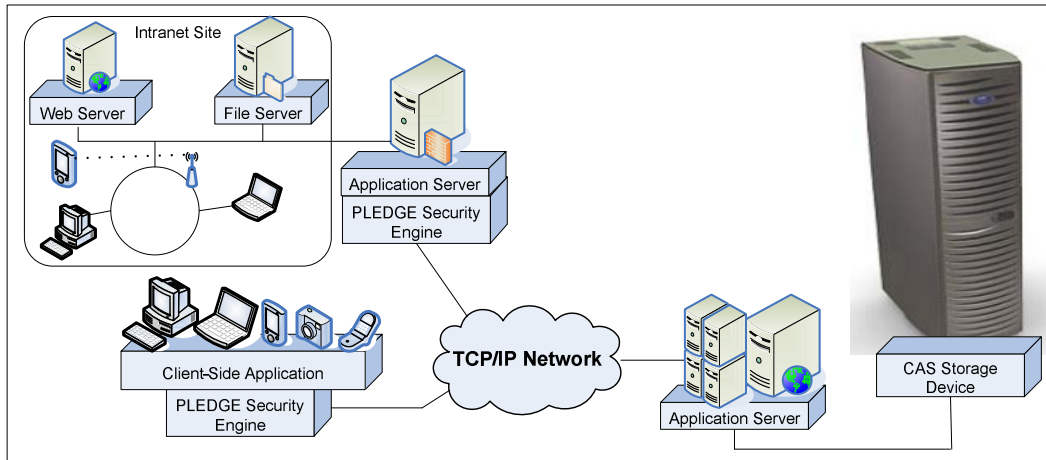 Intranet Site
Web Server
File Server
Application Server
PLEDGE Security
Engine
Client-Side Application
PLEDGE Security
Engine
TCP/IP Network
Application Server
CAS Storage
Device